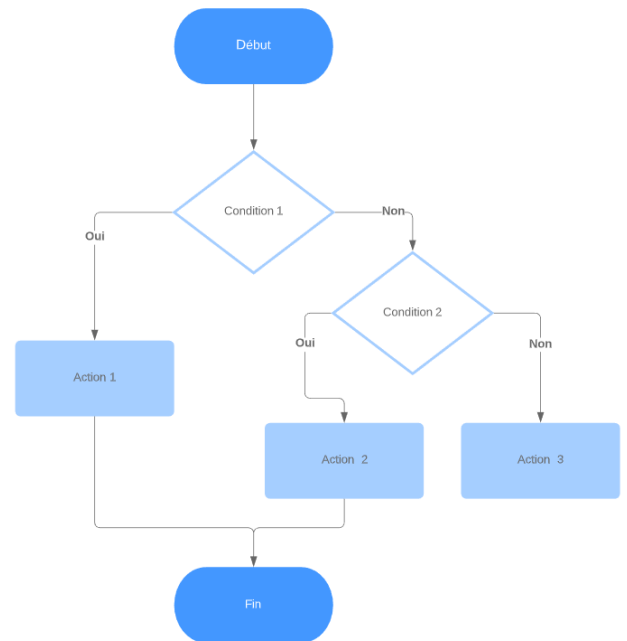 Début
Condition 1
Oui
Non
Condition 2
Oui
Non
Action 1
Action 2
Action 3
Fin